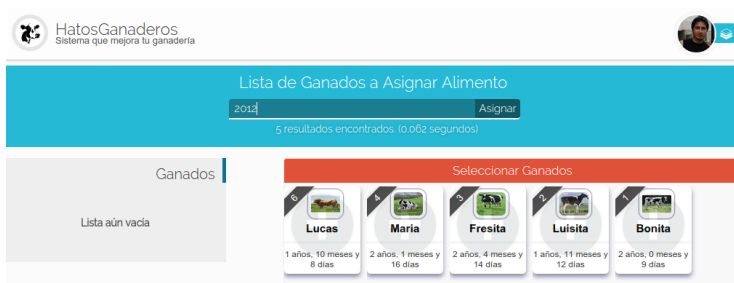 HatosGanaderos
Sistema que mejora tu ganadería
Lista de Ganados a Asignar Alimento
2012 Asignar
5 resultados encontrados. (0.062 segundos)
Ganados
Seleccionar Ganados
Lista aún vacia
6 4 3 2 1
Lucas Maria Fresita Luisita Bonita
1 años, 10 meses y 2 años, 1 meses y 2 años, 4 meses y 1 años, 11 meses y 2 años, 0 meses y
8 días 16 días 14 días 12 días 9 días